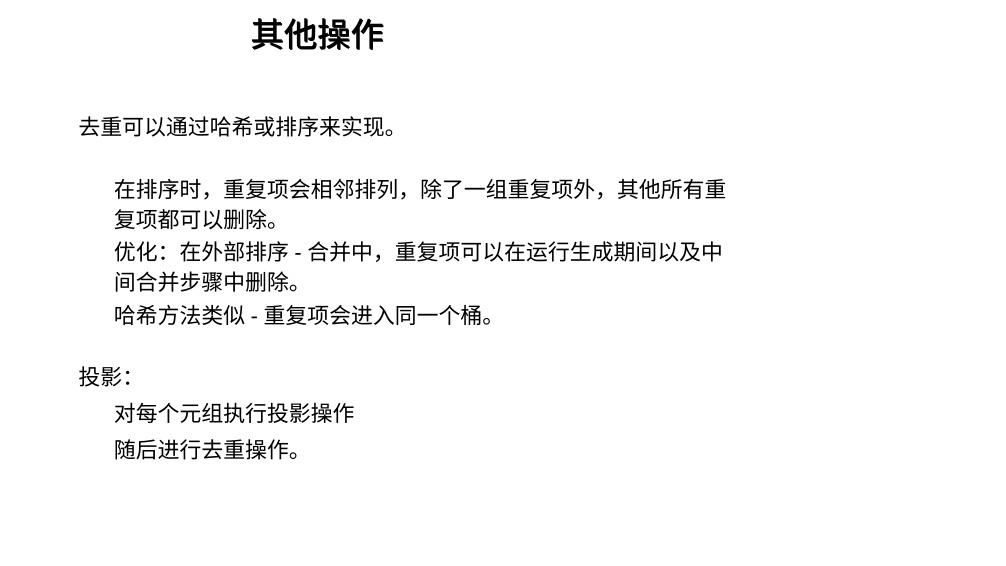 其他操作
去重可以通过哈希或排序来实现。
在排序时，重复项会相邻排列，除了一组重复项外，其他所有重
复项都可以删除。
优化：在外部排序 - 合并中，重复项可以在运行生成期间以及中
间合并步骤中删除。
哈希方法类似 - 重复项会进入同一个桶。
投影：
对每个元组执行投影操作
随后进行去重操作。